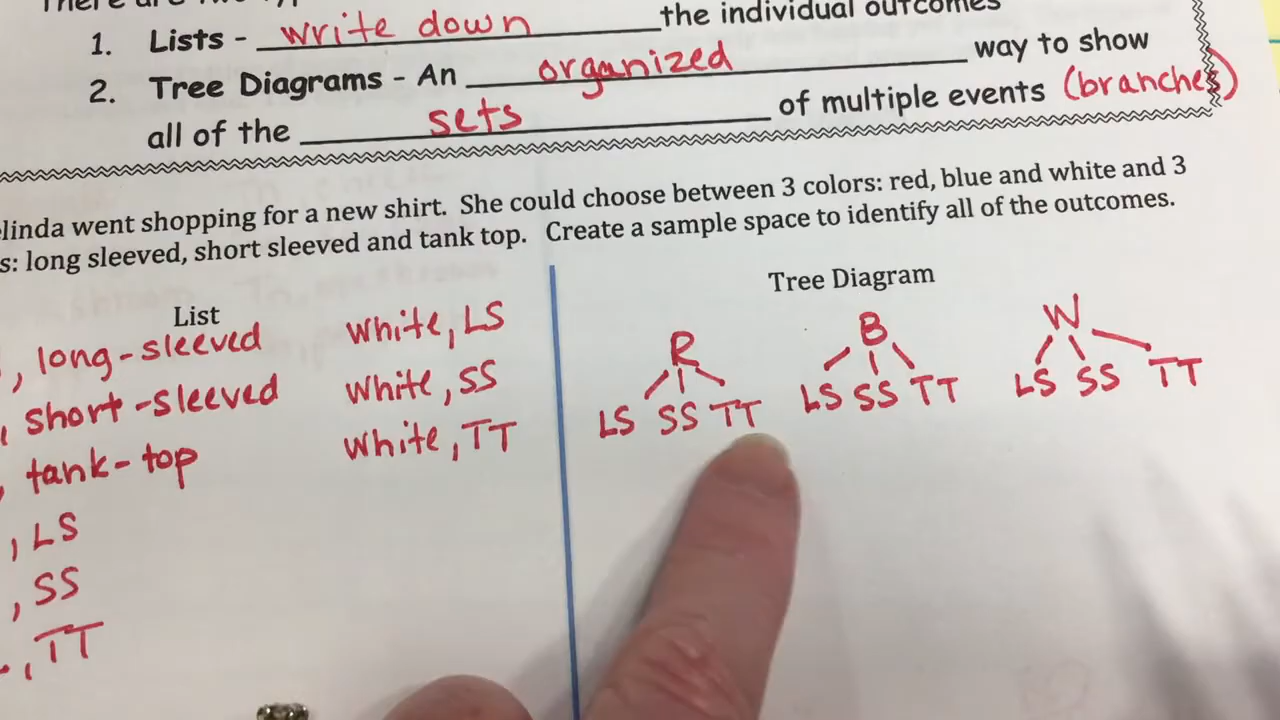 There are
1. Lists - write down the individual outcomes
2. Tree Diagrams - An organized way to show
all of the sets of multiple events (branches)
linda went shopping for a new shirt. She could choose between 3 colors: red, blue and white and 3
s: long sleeved, short sleeved and tank top. Create a sample space to identify all of the outcomes.
List
, long-sleeved
, short-sleeved
, tank-top
, LS
, SS
, TT
white, LS
white, SS
white, TT
Tree Diagram
R
LS SS TT
B
LS SS TT
W
LS SS TT